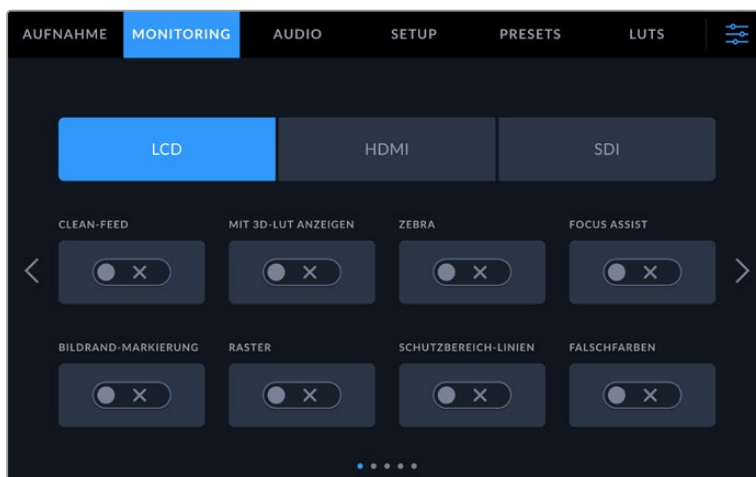 AUFNAHME MONITORING AUDIO SETUP PRESETS LUTS
LCD HDMI SDI
CLEAN-FEED MIT 3D-LUT ANZEIGEN ZEBRA FOCUS ASSIST
BILDRAND-MARKIERUNG RASTER SCHUTZBEREICH-LINIEN FALSCHFARBEN